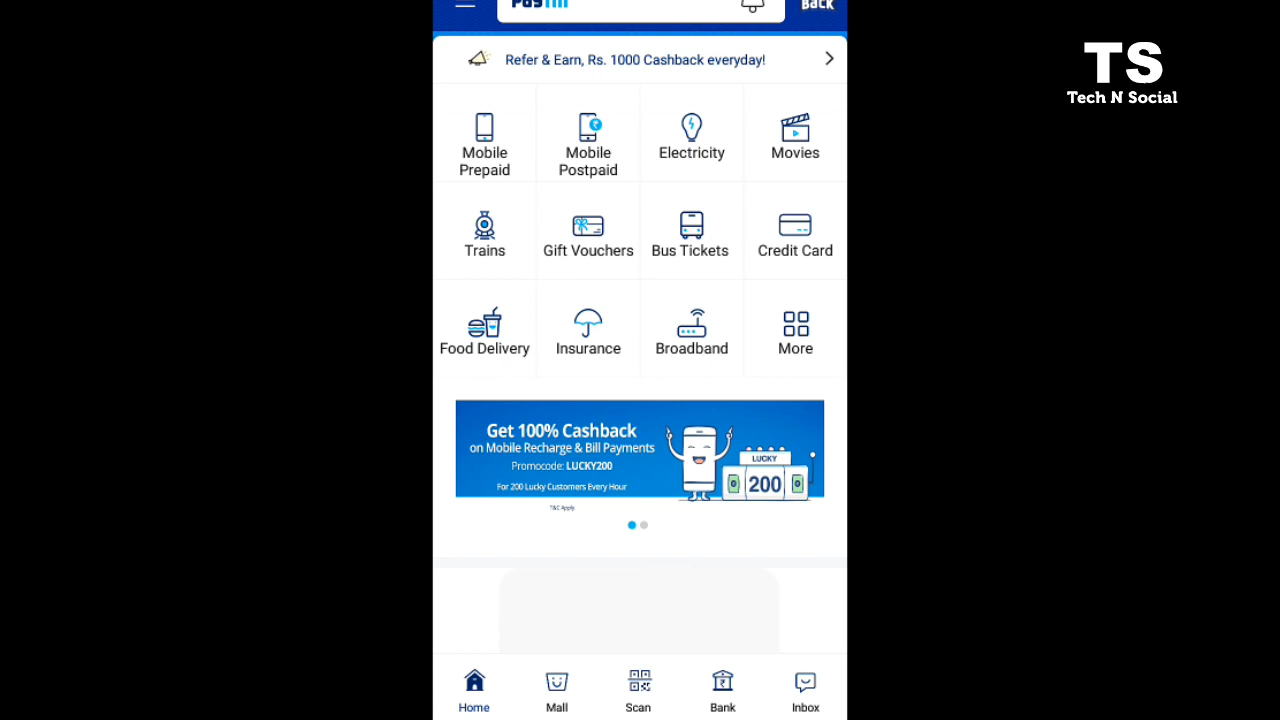 Paytm
Back
TS
Tech N Social
Refer & Earn, Rs. 1000 Cashback everyday!
Mobile Prepaid
Mobile Postpaid
Electricity
Movies
Trains
Gift Vouchers
Bus Tickets
Credit Card
Food Delivery
Insurance
Broadband
More
Get 100% Cashback
on Mobile Recharge & Bill Payments
Promocode: LUCKY200
For 200 Lucky Customers Every Hour
T&C Apply.
LUCKY
200
Home
Mall
Scan
Bank
Inbox